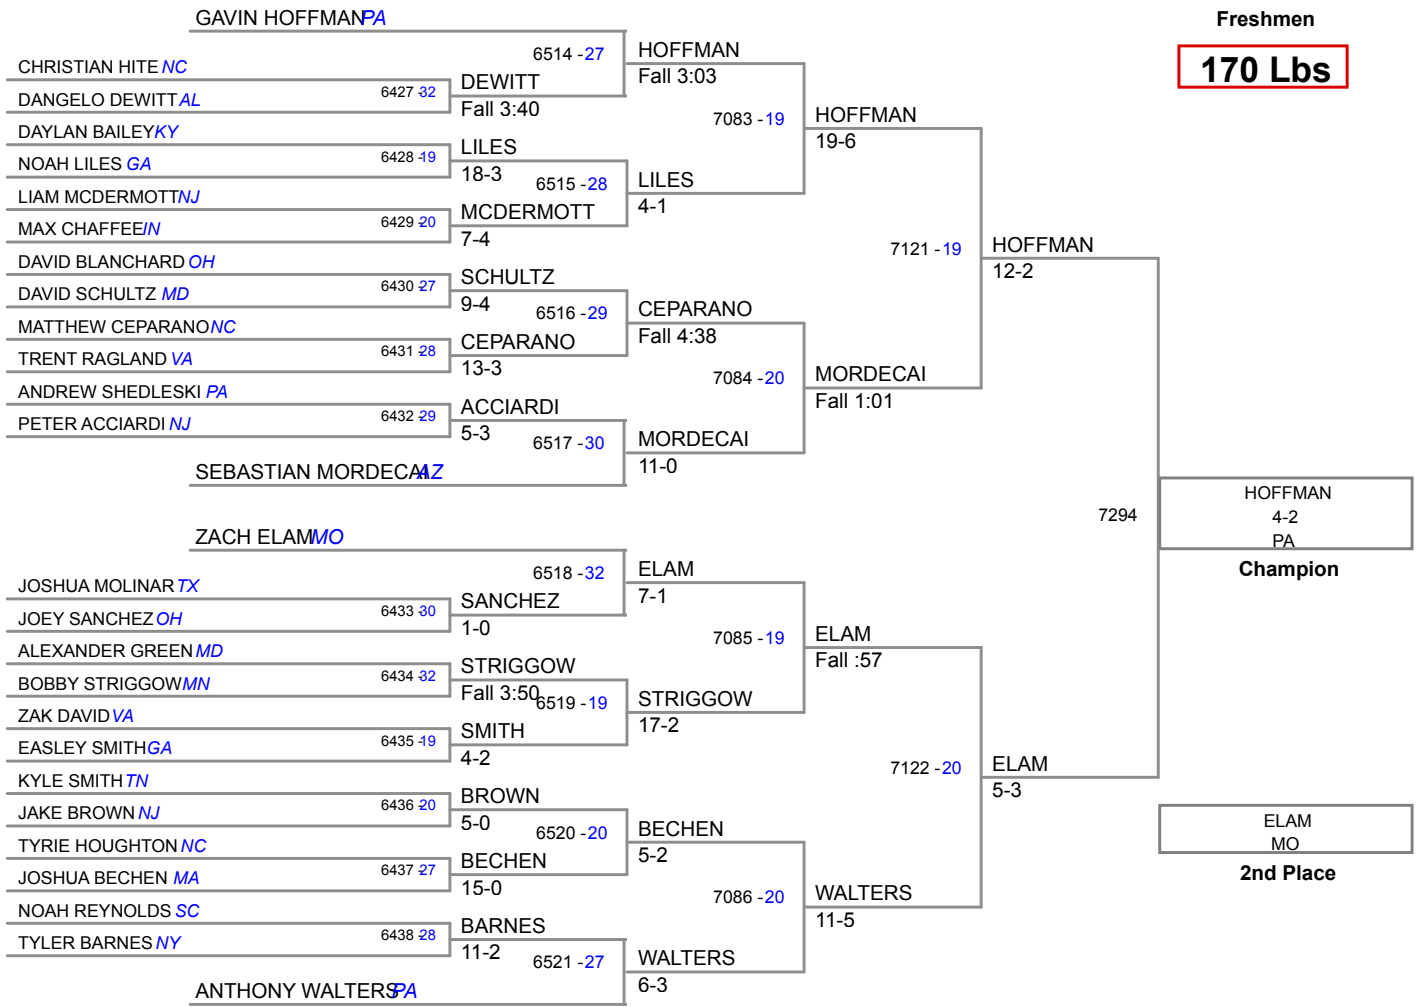 GAVIN HOFFMAN PA
Freshmen
170 Lbs
6514 -27
HOFFMAN
Fall 3:03
CHRISTIAN HITE NC
6427 -32
DEWITT
Fall 3:40
DANGELO DEWITT AL
7083 -19
HOFFMAN
19-6
DAYLAN BAILEY KY
6428 -19
LILES
18-3
NOAH LILES GA
6515 -28
LILES
4-1
LIAM MCDERMOTT NJ
6429 -20
MCDERMOTT
7-4
MAX CHAFFEE IN
7121 -19
HOFFMAN
12-2
DAVID BLANCHARD OH
6430 -27
SCHULTZ
9-4
DAVID SCHULTZ MD
6516 -29
CEPARANO
Fall 4:38
MATTHEW CEPARANO NC
6431 -28
CEPARANO
13-3
TRENT RAGLAND VA
7084 -20
MORDECAI
Fall 1:01
ANDREW SHEDLESKI PA
6432 -29
ACCIARDI
5-3
PETER ACCIARDI NJ
6517 -30
MORDECAI
11-0
SEBASTIAN MORDECAI AZ
7294
HOFFMAN
4-2
PA
Champion
ZACH ELAM MO
6518 -32
ELAM
7-1
JOSHUA MOLINAR TX
6433 -30
SANCHEZ
1-0
JOEY SANCHEZ OH
7085 -19
ELAM
Fall :57
ALEXANDER GREEN MD
6434 -32
STRIGGOW
Fall 3:50
BOBBY STRIGGOW MN
6519 -19
STRIGGOW
17-2
ZAK DAVID VA
6435 -19
SMITH
4-2
EASLEY SMITH GA
7122 -20
ELAM
5-3
KYLE SMITH TN
6436 -20
BROWN
5-0
JAKE BROWN NJ
6520 -20
BECHEN
5-2
TYRIE HOUGHTON NC
6437 -27
BECHEN
15-0
JOSHUA BECHEN MA
7086 -20
WALTERS
11-5
NOAH REYNOLDS SC
6438 -28
BARNES
11-2
TYLER BARNES NY
6521 -27
WALTERS
6-3
ANTHONY WALTERS PA
ELAM
MO
2nd Place